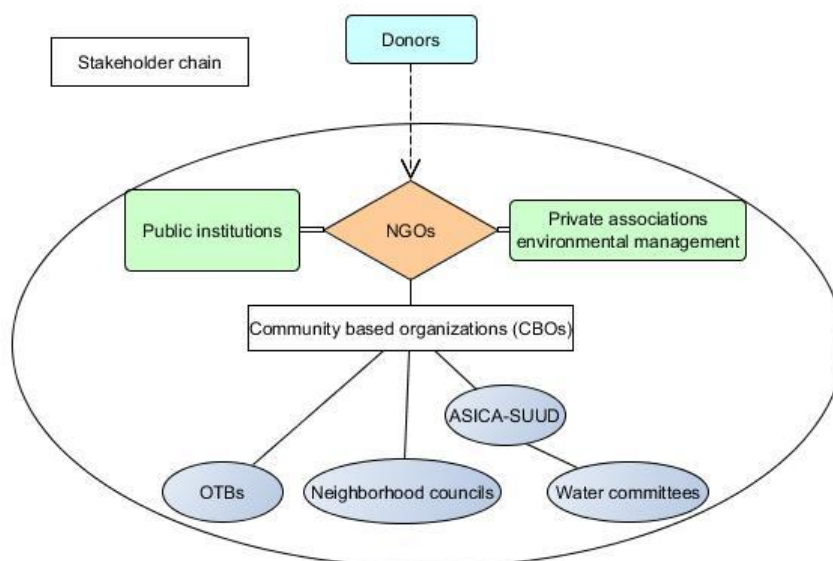 Donors
Stakeholder chain
Public institutions
NGOs
Private associations
environmental management
Community based organizations (CBOs)
ASICA-SUUD
OTBs
Neighborhood councils
Water committees